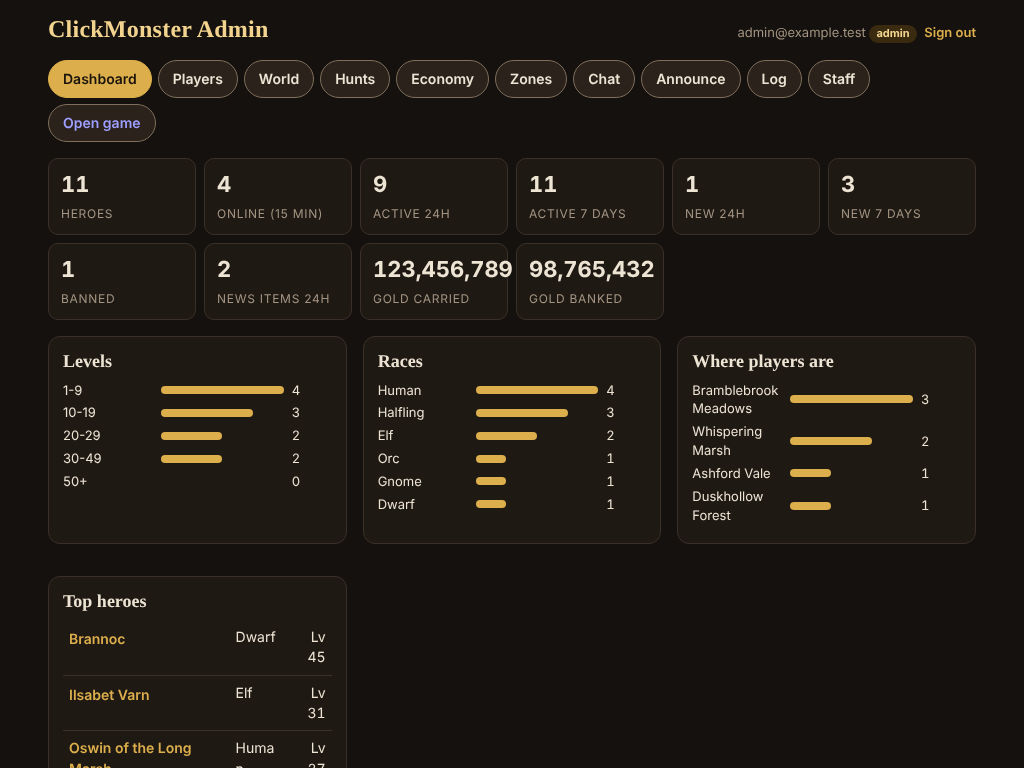 ClickMonster Admin
admin@example.test admin Sign out
Dashboard Players World Hunts Economy Zones Chat Announce Log Staff
Open game
11 4 9 11 1 3
HEROES ONLINE (15 MIN) ACTIVE 24H ACTIVE 7 DAYS NEW 24H NEW 7 DAYS
1 2 123,456,789 98,765,432
BANNED NEWS ITEMS 24H GOLD CARRIED GOLD BANKED
Levels
1-9 4
10-19 3
20-29 2
30-49 2
50+ 0
Races
Human 4
Halfling 3
Elf 2
Orc 1
Gnome 1
Dwarf 1
Where players are
Bramblebrook
Meadows 3
Whispering
Marsh 2
Ashford Vale 1
Duskhollow
Forest 1
Top heroes
Brannoc Dwarf Lv
45
Ilsabet Varn Elf Lv
31
Oswin of the Long Huma Lv
Marsh n 27